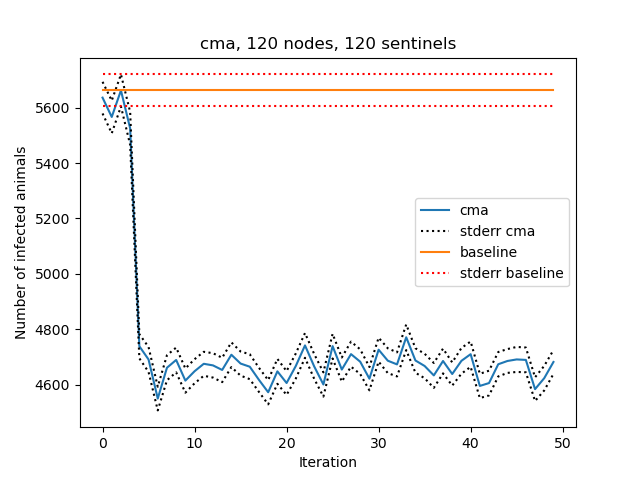 cma, 120 nodes, 120 sentinels
Number of infected animals
5600
5400
5200
5000
4800
4600
cma
stderr cma
baseline
stderr baseline
0 10 20 30 40 50
Iteration